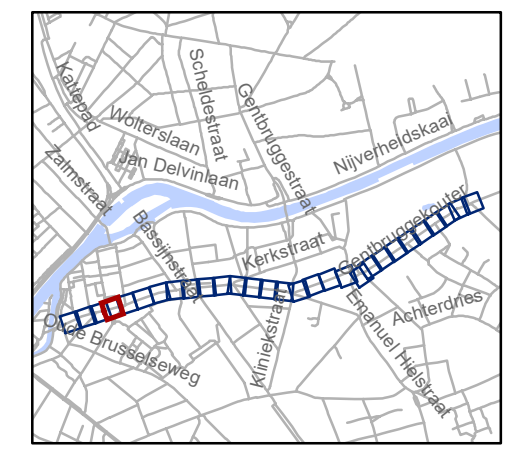 Kattepad
Scheldestraat
Gentbruggestraat
Wolterslaan
Nijverheidskaai
Zalmstraat
Jan Delvinlaan
Bassijnstraat
Gentbruggekouter
Kerkstraat
Oude Brusselseweg
Kliniekstraat
Emanuel Hielstraat
Achterdries